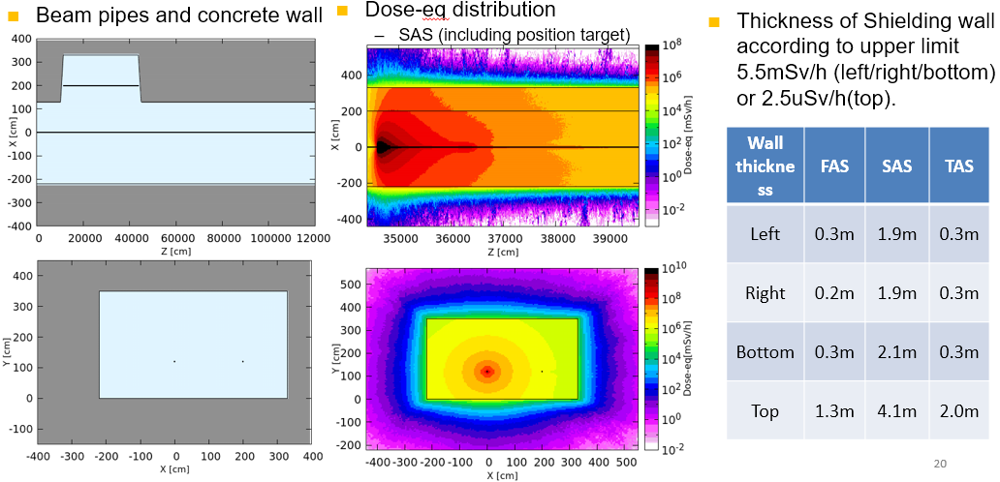 Beam pipes and concrete wall
400
300
200
100
0
-100
-200
-300
-400
X [cm]
0 20000 40000 60000 80000 100000 120000
Z [cm]
400
300
200
100
0
-100
Y [cm]
-400 -300 -200 -100 0 100 200 300 400
X [cm]
Dose-eq distribution
– SAS (including position target)
400
200
0
-200
-400
X [cm]
35000 36000 37000 38000 39000
Z [cm]
10^8
10^6
10^4
10^2
10^0
10^-2
Dose-eq [mSv/h]
500
400
300
200
100
0
-100
-200
Y [cm]
-400 -300 -200 -100 0 100 200 300 400 500
X [cm]
10^10
10^8
10^6
10^4
10^2
10^0
10^-2
Dose-eq[mSv/h]
Thickness of Shielding wall
according to upper limit
5.5mSv/h (left/right/bottom)
or 2.5uSv/h(top).
Wall
thickne
ss
FAS SAS TAS
Left 0.3m 1.9m 0.3m
Right 0.2m 1.9m 0.3m
Bottom 0.3m 2.1m 0.3m
Top 1.3m 4.1m 2.0m
20